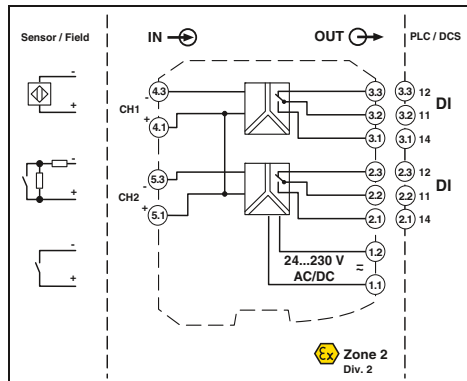 Sensor / Field
IN
OUT
PLC / DCS
-
+
-
+
-
+
4.3
-
CH1
+
4.1
5.3
-
CH2
+
5.1
3.3
3.2
3.1
2.3
2.2
2.1
1.2
1.1
24...230 V
AC/DC
=
3.3 12
3.2 11
3.1 14
DI
2.3 12
2.2 11
2.1 14
DI
Ex
Zone 2
Div. 2